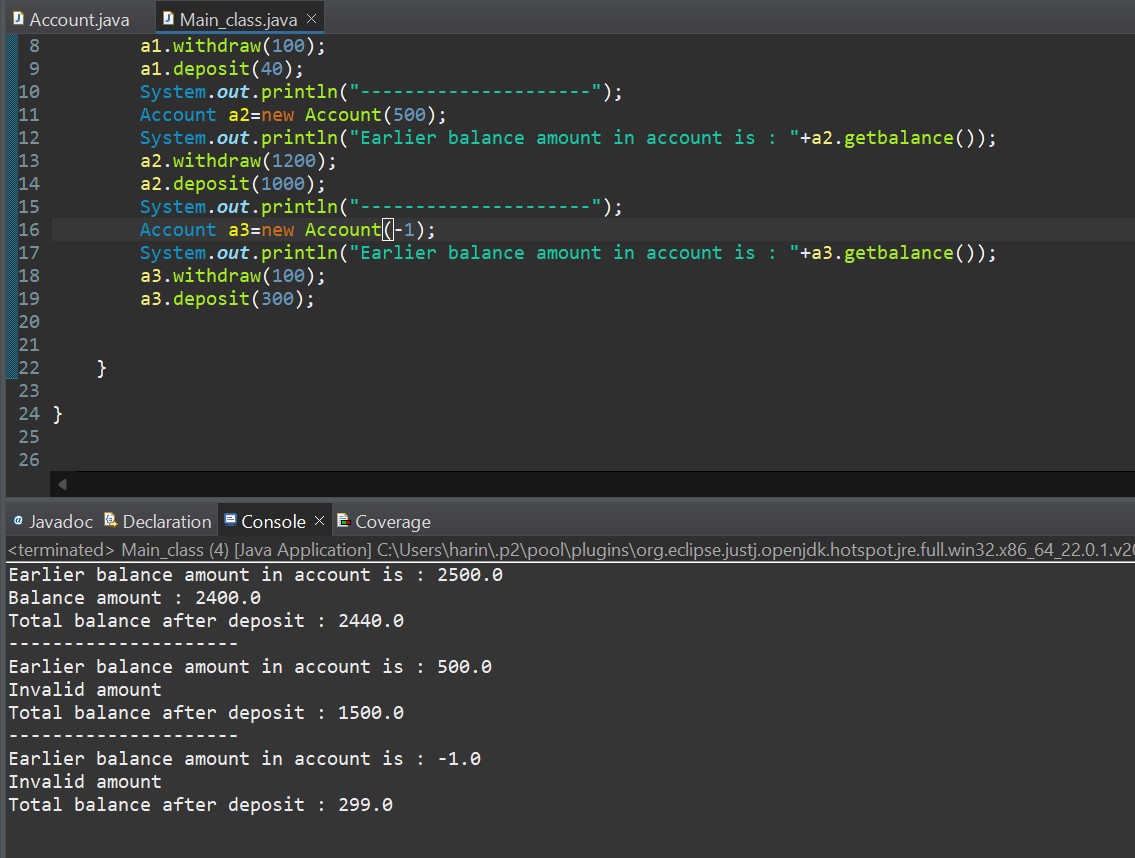 Account.java Main_class.java
8 a1.withdraw(100);
9 a1.deposit(40);
10 System.out.println("---------------------");
11 Account a2=new Account(500);
12 System.out.println("Earlier balance amount in account is : "+a2.getbalance());
13 a2.withdraw(1200);
14 a2.deposit(1000);
15 System.out.println("---------------------");
16 Account a3=new Account(-1);
17 System.out.println("Earlier balance amount in account is : "+a3.getbalance());
18 a3.withdraw(100);
19 a3.deposit(300);
20
21
22 }
23
24 }
25
26
@ Javadoc Declaration Console Coverage
<terminated> Main_class (4) [Java Application] C:\Users\harin\.p2\pool\plugins\org.eclipse.justj.openjdk.hotspot.jre.full.win32.x86_64_22.0.1.v20
Earlier balance amount in account is : 2500.0
Balance amount : 2400.0
Total balance after deposit : 2440.0
---------------------
Earlier balance amount in account is : 500.0
Invalid amount
Total balance after deposit : 1500.0
---------------------
Earlier balance amount in account is : -1.0
Invalid amount
Total balance after deposit : 299.0